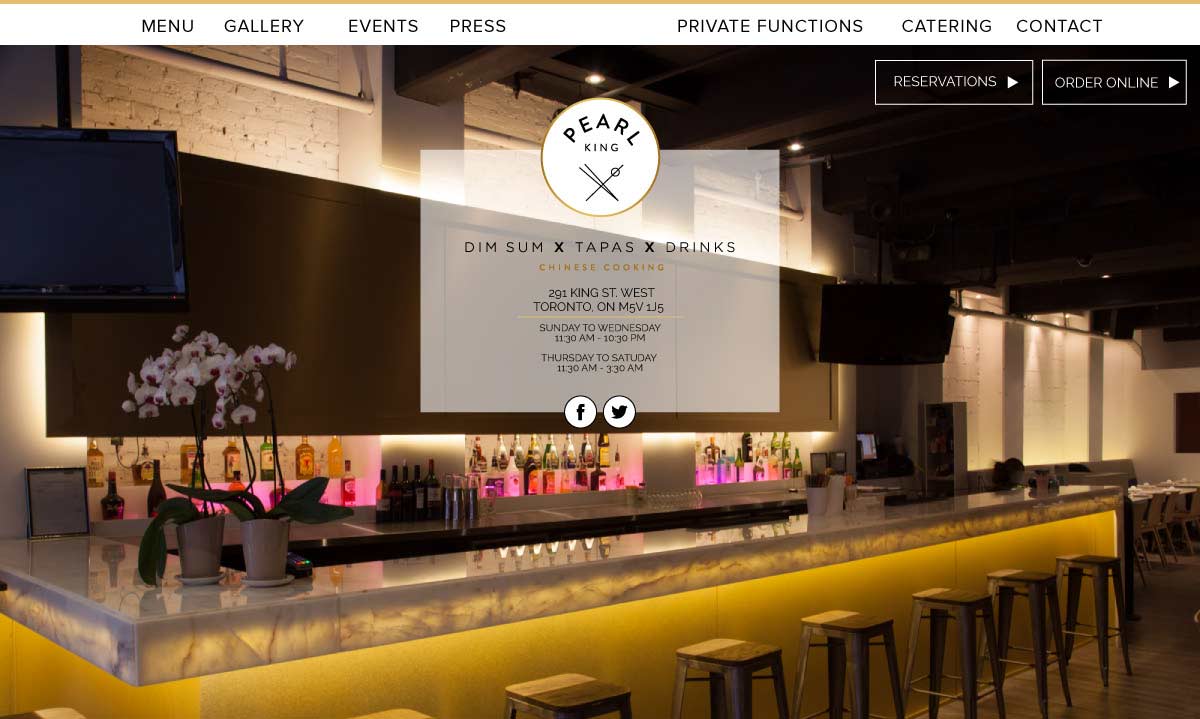 MENU GALLERY EVENTS PRESS PRIVATE FUNCTIONS CATERING CONTACT
RESERVATIONS ORDER ONLINE
PEARL
KING
DIM SUM X TAPAS X DRINKS
CHINESE COOKING
291 KING ST. WEST
TORONTO, ON M5V 1J5
SUNDAY TO WEDNESDAY
11:30 AM - 10:30 PM
THURSDAY TO SATUDAY
11:30 AM - 3:30 AM